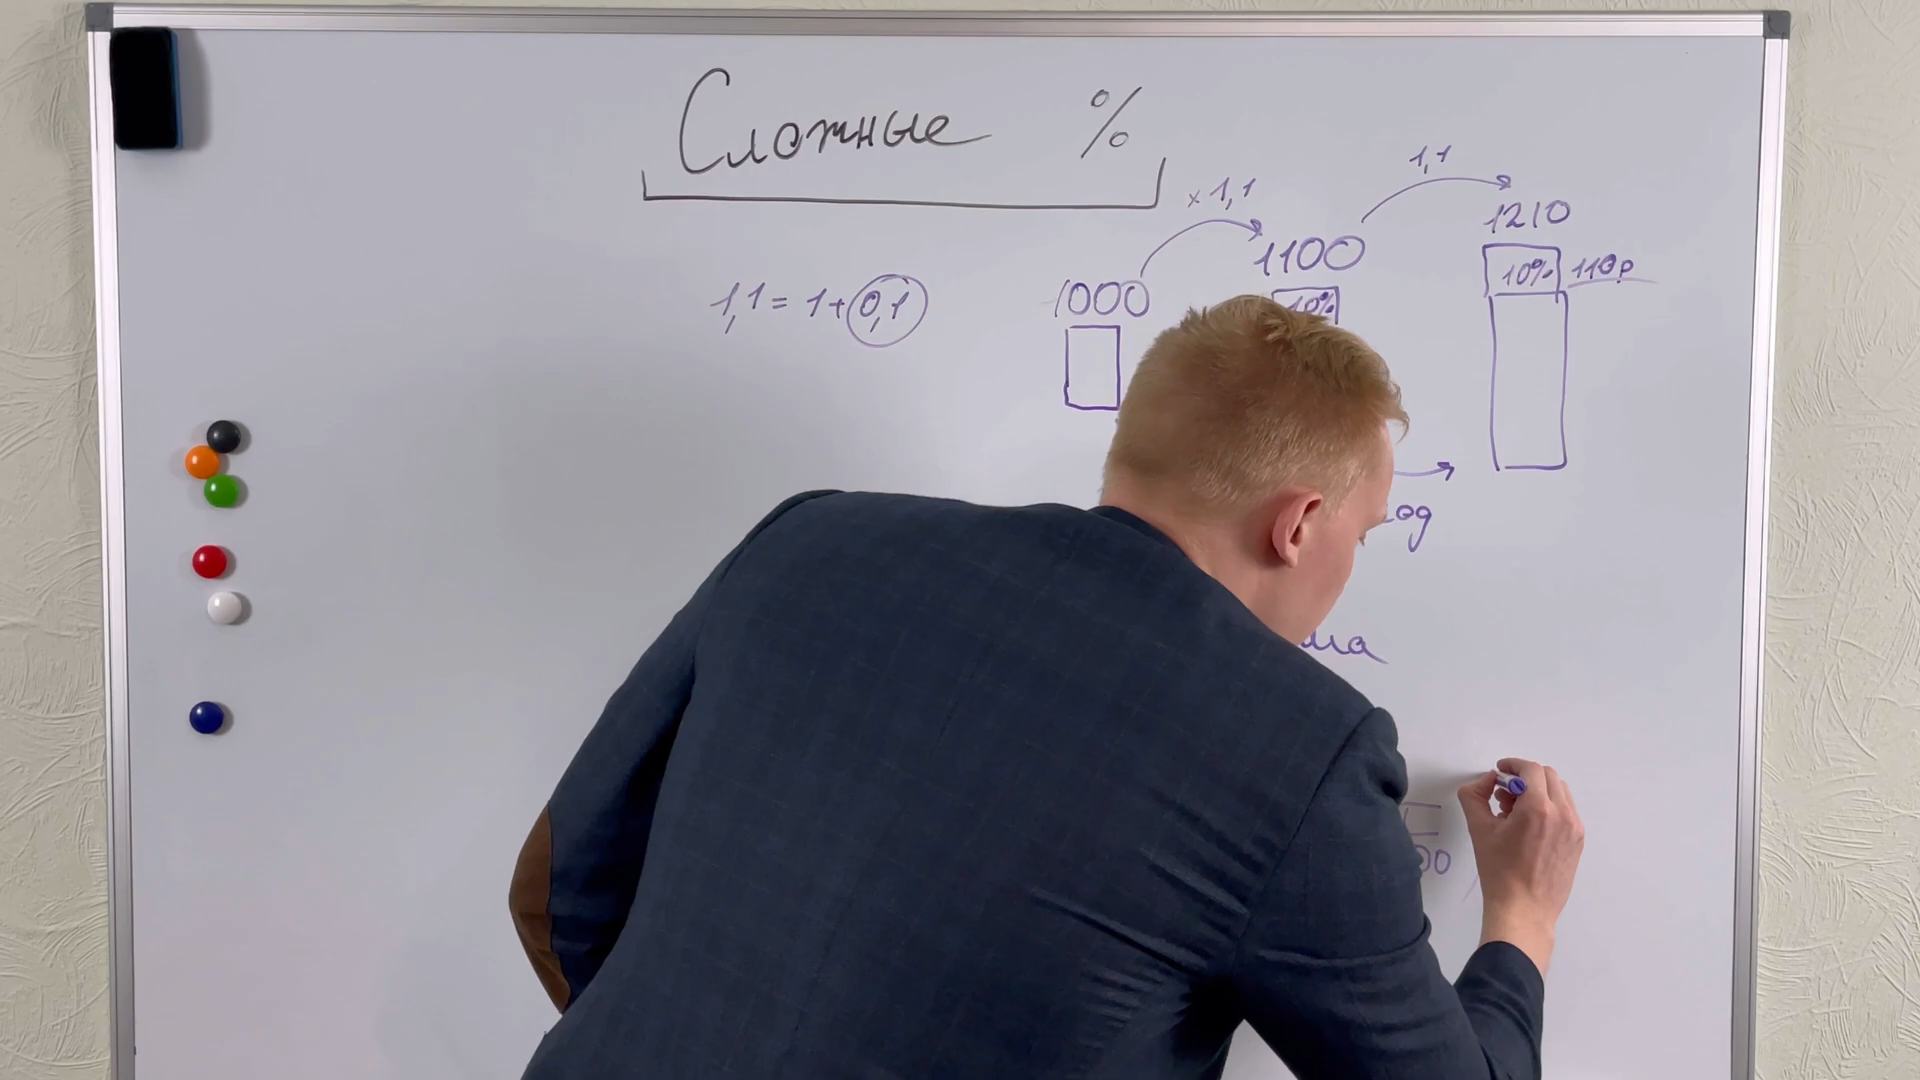 Сложные %
× 1,1
1,1
1210
1100
10% 110р
1,1 = 1 + 0,1
1000
10%